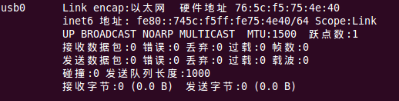 usb0 Link encap:以太网 硬件地址 76:5c:f5:75:4e:40
inet6 地址: fe80::745c:f5ff:fe75:4e40/64 Scope:Link
UP BROADCAST NOARP MULTICAST MTU:1500 跃点数:1
接收数据包:0 错误:0 丢弃:0 过载:0 帧数:0
发送数据包:0 错误:0 丢弃:0 过载:0 载波:0
碰撞:0 发送队列长度:1000
接收字节:0 (0.0 B) 发送字节:0 (0.0 B)